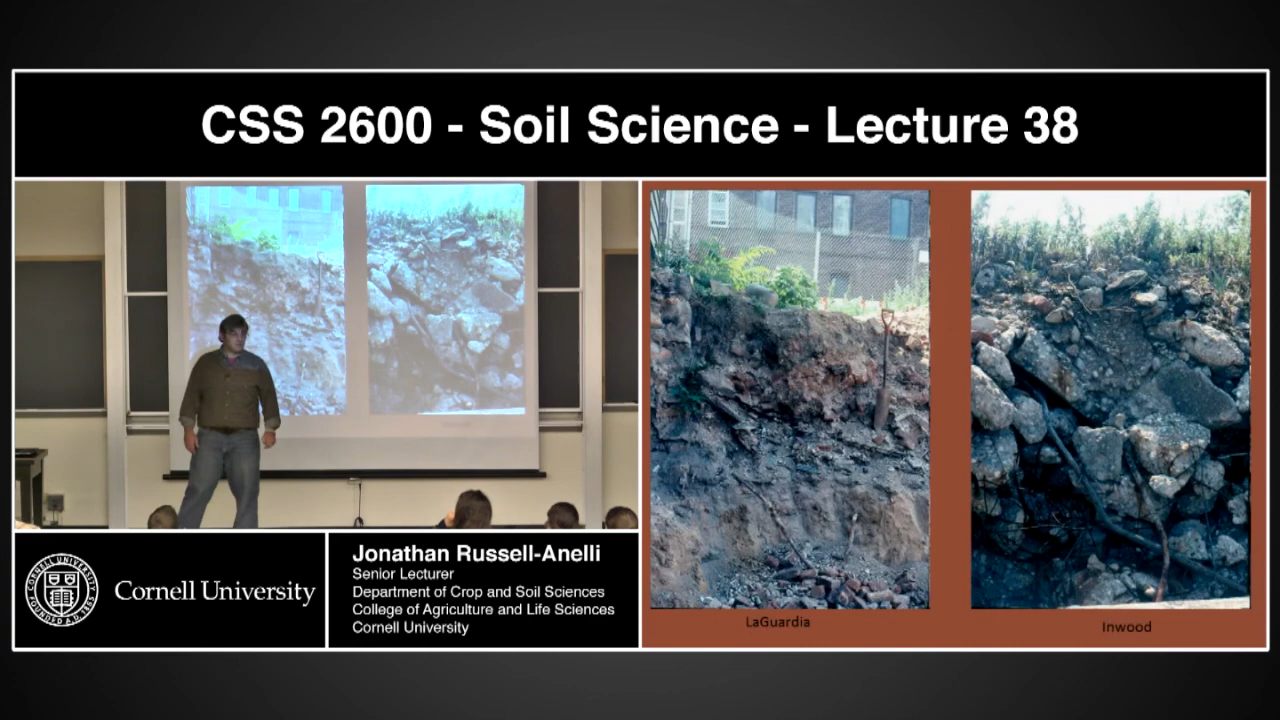 CSS 2600 - Soil Science - Lecture 38
LaGuardia
Inwood
Cornell University
Jonathan Russell-Anelli
Senior Lecturer
Department of Crop and Soil Sciences
College of Agriculture and Life Sciences
Cornell University